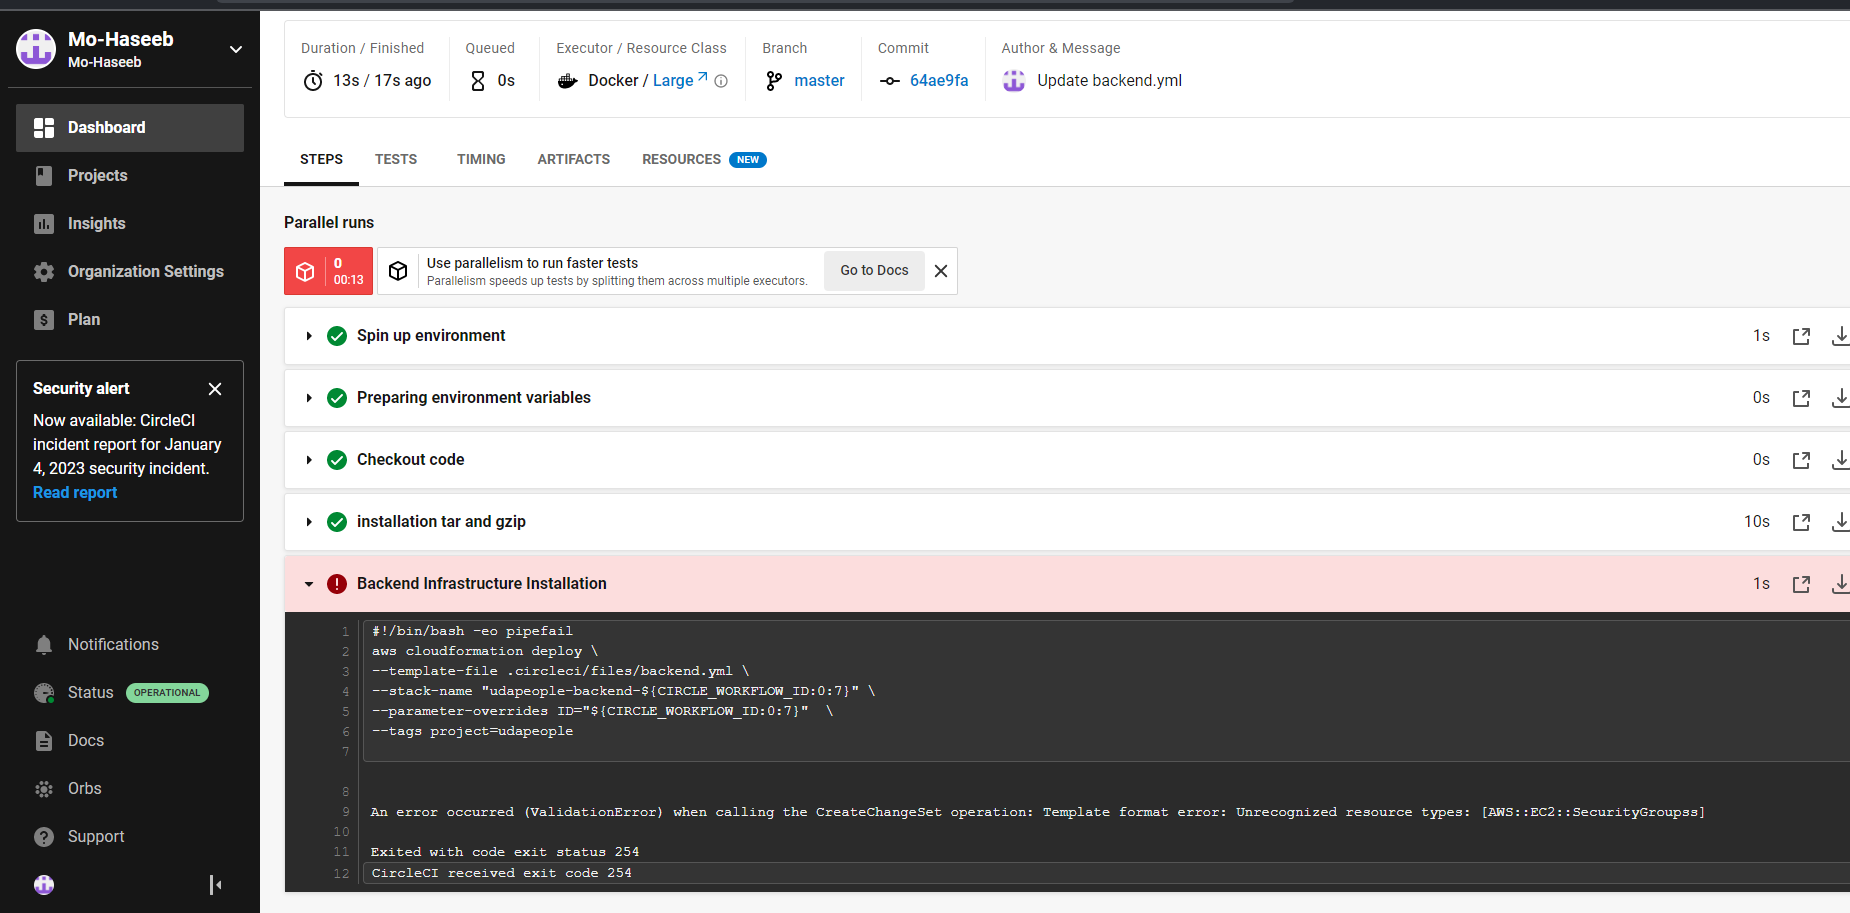 Mo-Haseeb
Mo-Haseeb
Dashboard
Projects
Insights
Organization Settings
Plan
Security alert
Now available: CircleCI
incident report for January
4, 2023 security incident.
Read report
Notifications
Status OPERATIONAL
Docs
Orbs
Support
Duration / Finished
13s / 17s ago
Queued
0s
Executor / Resource Class
Docker / Large
Branch
master
Commit
64ae9fa
Author & Message
Update backend.yml
STEPS TESTS TIMING ARTIFACTS RESOURCES NEW
Parallel runs
0
00:13
Use parallelism to run faster tests
Parallelism speeds up tests by splitting them across multiple executors.
Go to Docs
Spin up environment 1s
Preparing environment variables 0s
Checkout code 0s
installation tar and gzip 10s
Backend Infrastructure Installation 1s
1 #!/bin/bash -eo pipefail
2 aws cloudformation deploy \
3 --template-file .circleci/files/backend.yml \
4 --stack-name "udapeople-backend-${CIRCLE_WORKFLOW_ID:0:7}" \
5 --parameter-overrides ID="${CIRCLE_WORKFLOW_ID:0:7}"  \
6 --tags project=udapeople
7
8
9 An error occurred (ValidationError) when calling the CreateChangeSet operation: Template format error: Unrecognized resource types: [AWS::EC2::SecurityGroupss]
10
11 Exited with code exit status 254
12 CircleCI received exit code 254